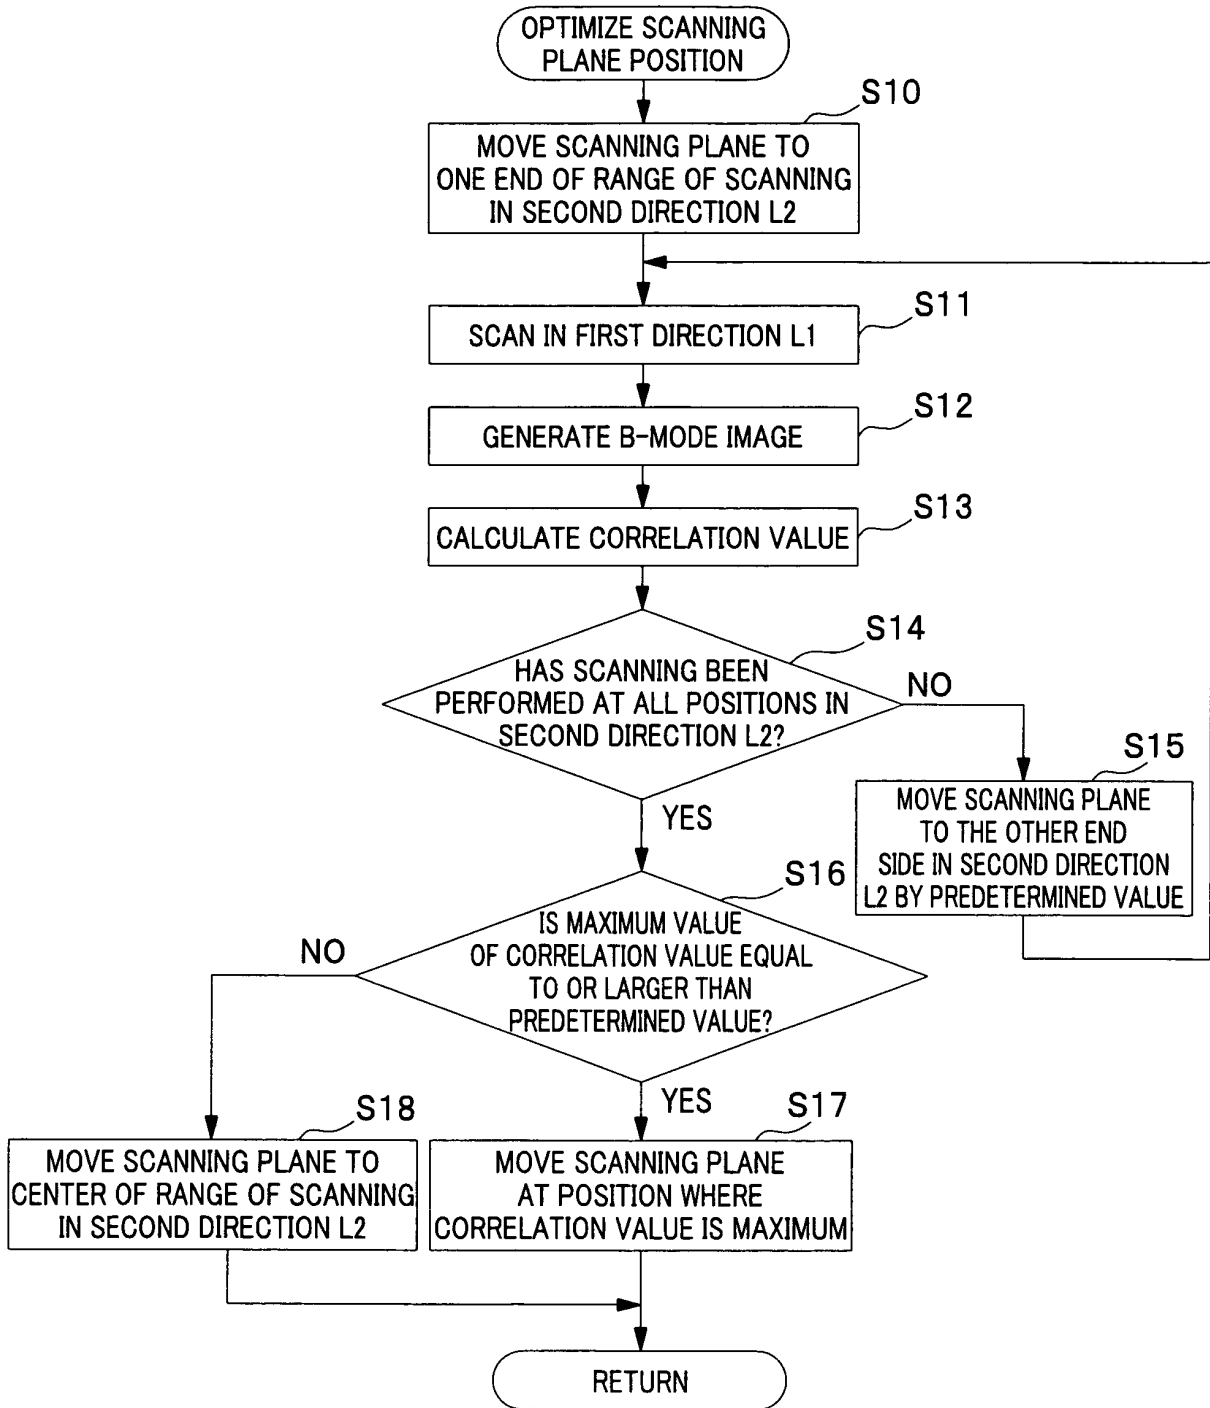 OPTIMIZE SCANNING
PLANE POSITION
S10
MOVE SCANNING PLANE TO
ONE END OF RANGE OF SCANNING
IN SECOND DIRECTION L2
S11
SCAN IN FIRST DIRECTION L1
S12
GENERATE B-MODE IMAGE
S13
CALCULATE CORRELATION VALUE
S14
HAS SCANNING BEEN
PERFORMED AT ALL POSITIONS IN
SECOND DIRECTION L2?
NO
YES
S15
MOVE SCANNING PLANE
TO THE OTHER END
SIDE IN SECOND DIRECTION
L2 BY PREDETERMINED VALUE
S16
IS MAXIMUM VALUE
OF CORRELATION VALUE EQUAL
TO OR LARGER THAN
PREDETERMINED VALUE?
NO
YES
S18
MOVE SCANNING PLANE TO
CENTER OF RANGE OF SCANNING
IN SECOND DIRECTION L2
S17
MOVE SCANNING PLANE
AT POSITION WHERE
CORRELATION VALUE IS MAXIMUM
RETURN